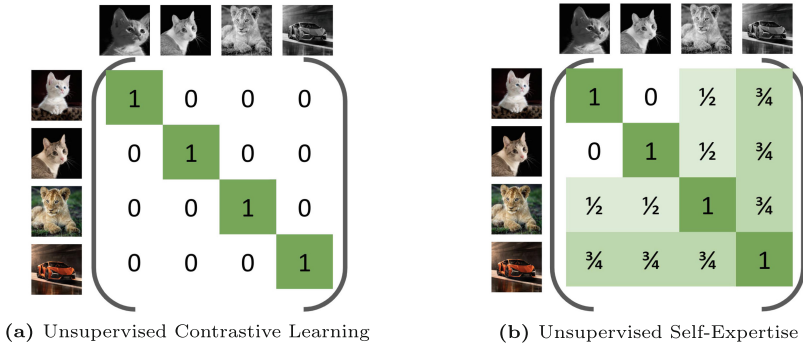 1 0 0 0
0 1 0 0
0 0 1 0
0 0 0 1
(a) Unsupervised Contrastive Learning
1 0 ½ ¾
0 1 ½ ¾
½ ½ 1 ¾
¾ ¾ ¾ 1
(b) Unsupervised Self-Expertise